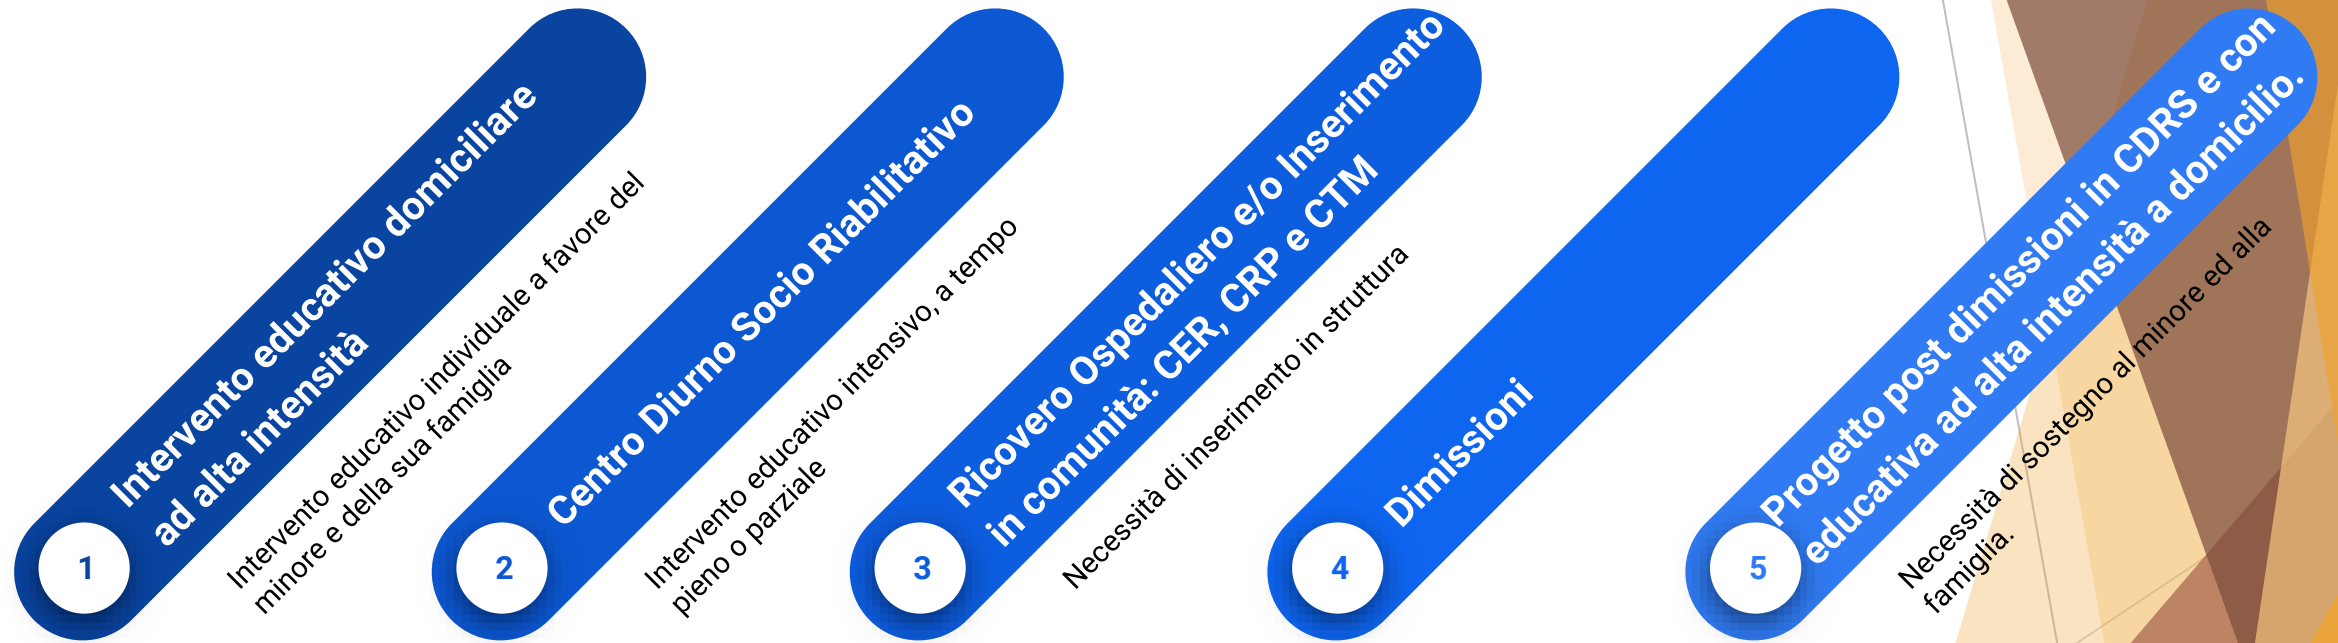 1
Intervento educativo domiciliare
ad alta intensità
Intervento educativo individuale a favore del
minore e della sua famiglia
2
Centro Diurno Socio Riabilitativo
Intervento educativo intensivo, a tempo
pieno o parziale
3
Ricovero Ospedaliero e/o Inserimento
in comunità: CER, CRP e CTM
Necessità di inserimento in struttura
4
Dimissioni
5
Progetto post dimissioni in CDRS e con
educativa ad alta intensità a domicilio.
Necessità di sostegno al minore ed alla
famiglia.